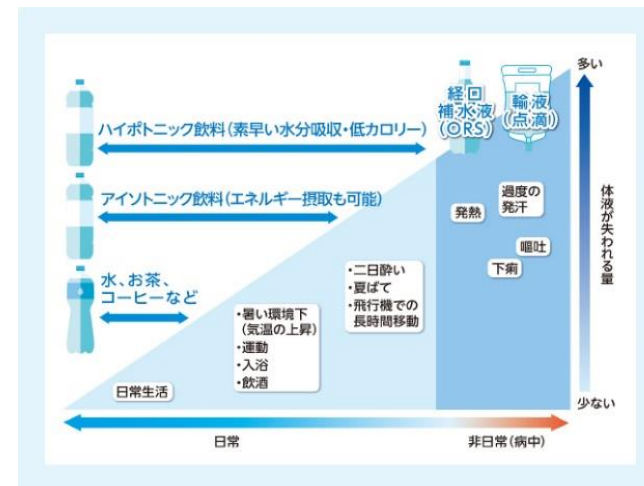 多い
経口
補水液
(ORS)
輸液
(点滴)
ハイポトニック飲料(素早い水分吸収・低カロリー)
アイソトニック飲料(エネルギー摂取も可能)
水、お茶、
コーヒーなど
発熱
過度の
発汗
嘔吐
下痢
体液が失われる量
・二日酔い
・夏ばて
・飛行機での
長時間移動
・暑い環境下
(気温の上昇)
・運動
・入浴
・飲酒
日常生活
少ない
日常
非日常(病中)